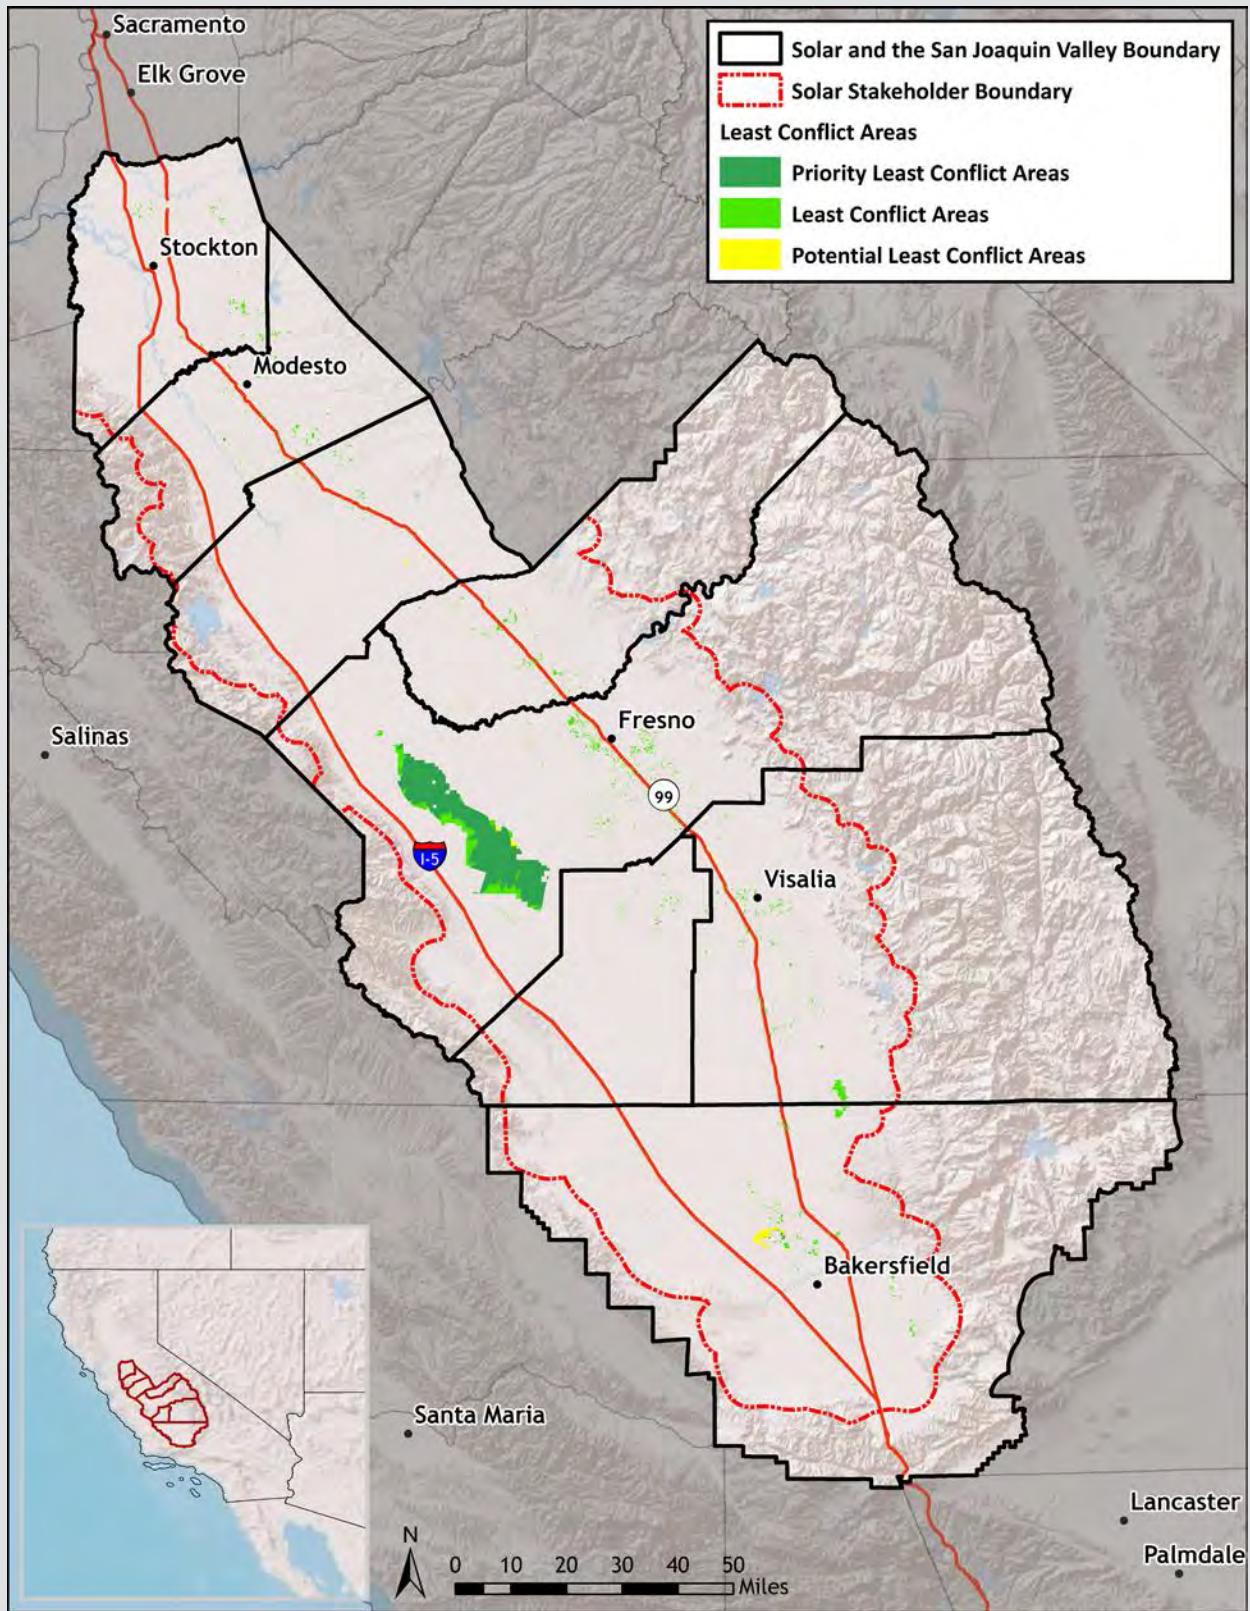 Sacramento
Elk Grove
Solar and the San Joaquin Valley Boundary
Solar Stakeholder Boundary
Least Conflict Areas
Priority Least Conflict Areas
Least Conflict Areas
Potential Least Conflict Areas
Stockton
Modesto
Salinas
Fresno
99
I-5
Visalia
Bakersfield
Santa Maria
Lancaster
Palmdale
N
0 10 20 30 40 50
Miles